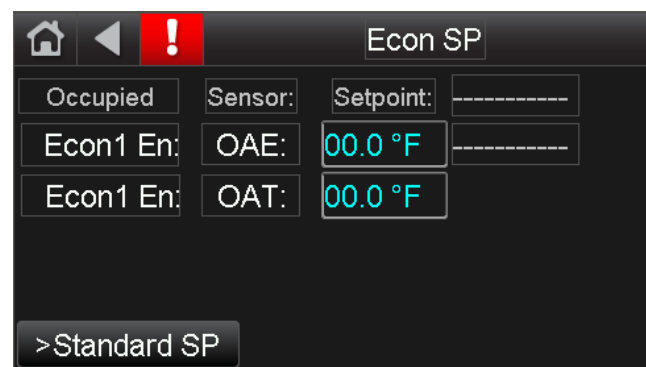 ! Econ SP
Occupied Sensor: Setpoint: -----------
Econ1 En: OAE: 00.0 °F -----------
Econ1 En: OAT: 00.0 °F
>Standard SP